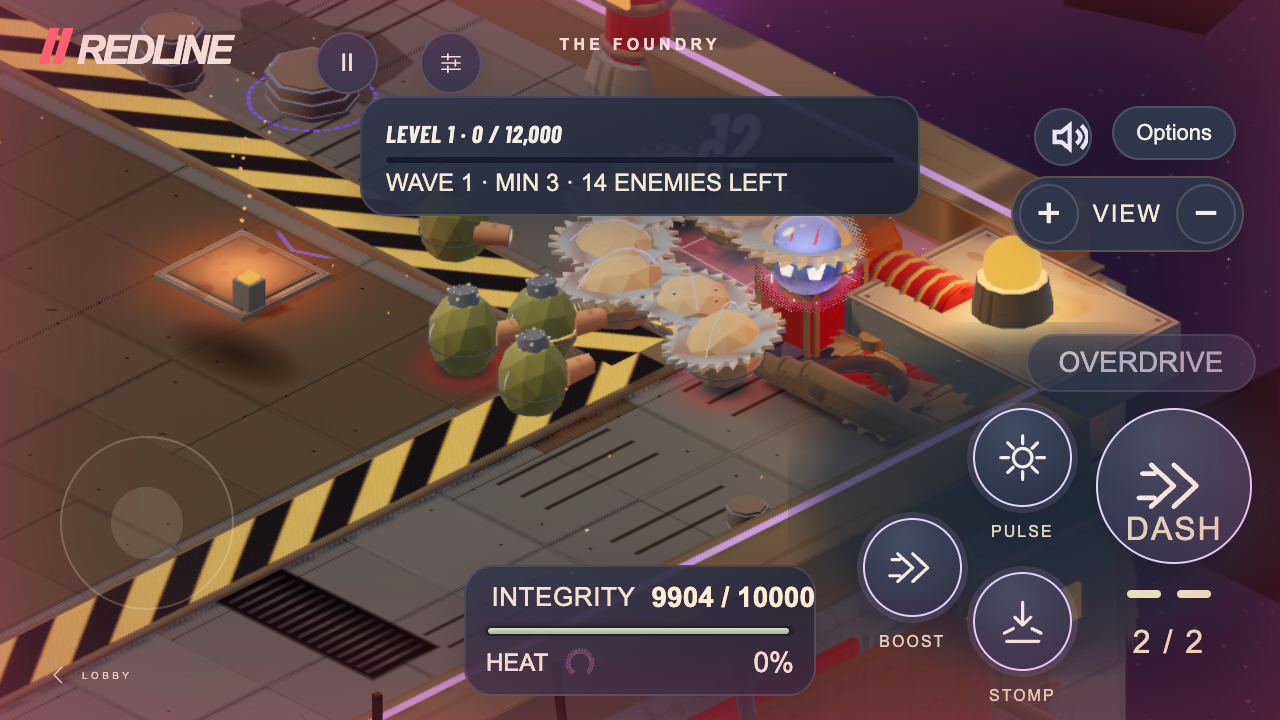 REDLINE
THE FOUNDRY
LEVEL 1 · 0 / 12,000
WAVE 1 · MIN 3 · 14 ENEMIES LEFT
Options
+ VIEW −
OVERDRIVE
PULSE
DASH
BOOST
2 / 2
STOMP
INTEGRITY 9904 / 10000
HEAT 0%
LOBBY